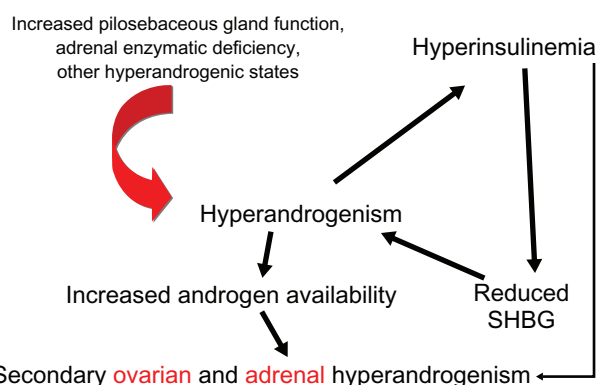 Increased pilosebaceous gland function,
adrenal enzymatic deficiency,
other hyperandrogenic states
Hyperinsulinemia
Hyperandrogenism
Increased androgen availability
Reduced
SHBG
Secondary ovarian and adrenal hyperandrogenism